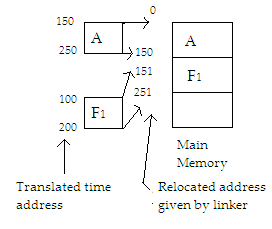 0
150
A
250
150
151
251
100
F1
200
A
F1
Main
Memory
Translated time
address
Relocated address
given by linker